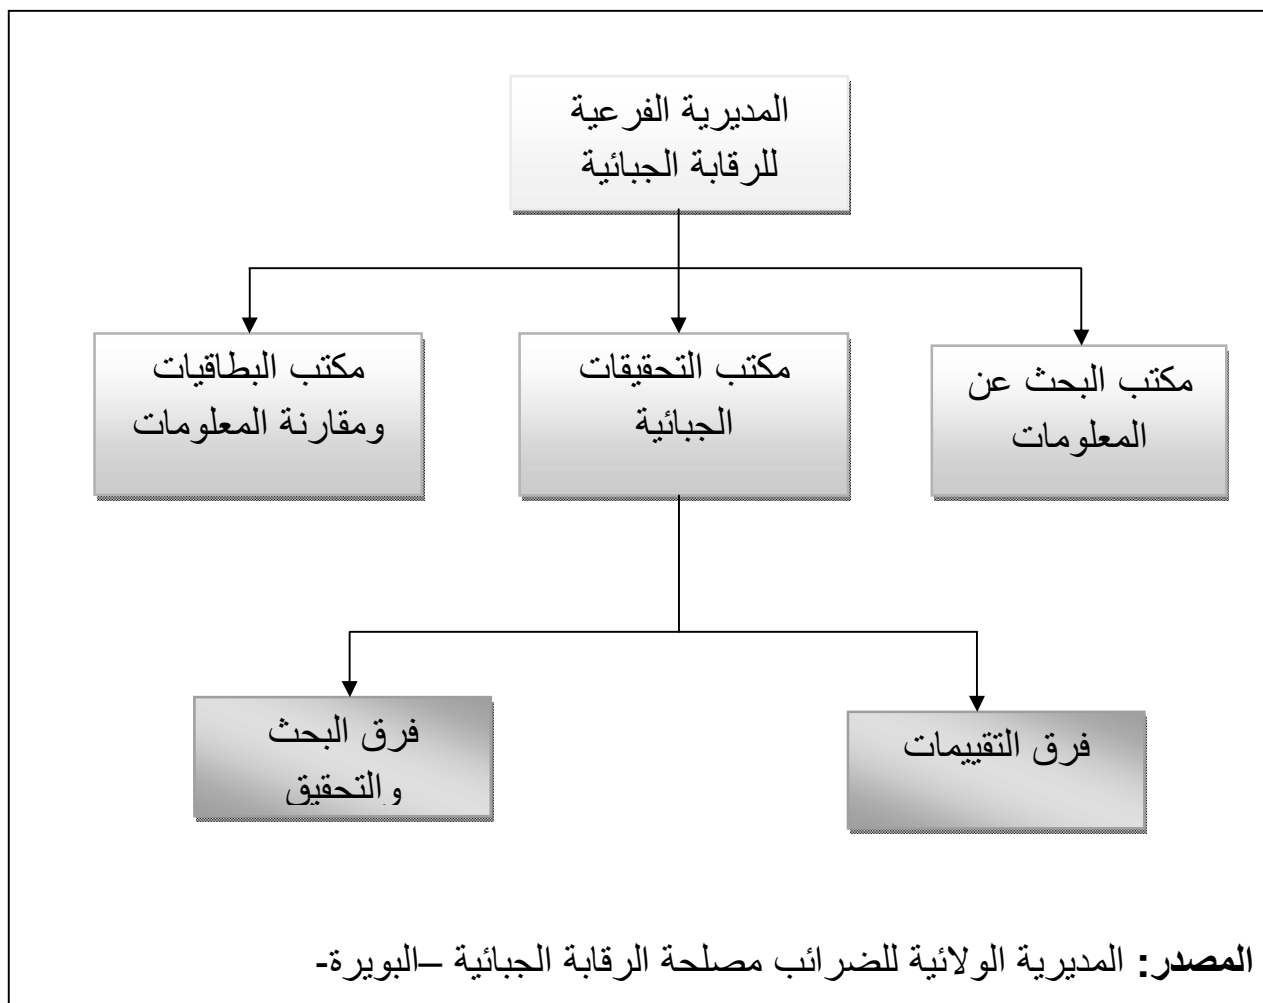 المديرية الفرعية
للرقابة الجبائية
مكتب البحث عن
المعلومات
مكتب التحقيقات
الجبائية
مكتب البطاقيات
ومقارنة المعلومات
فرق التقييمات
فرق البحث
والتحقيق
المصدر: المديرية الولائية للضرائب مصلحة الرقابة الجبائية –البويرة-